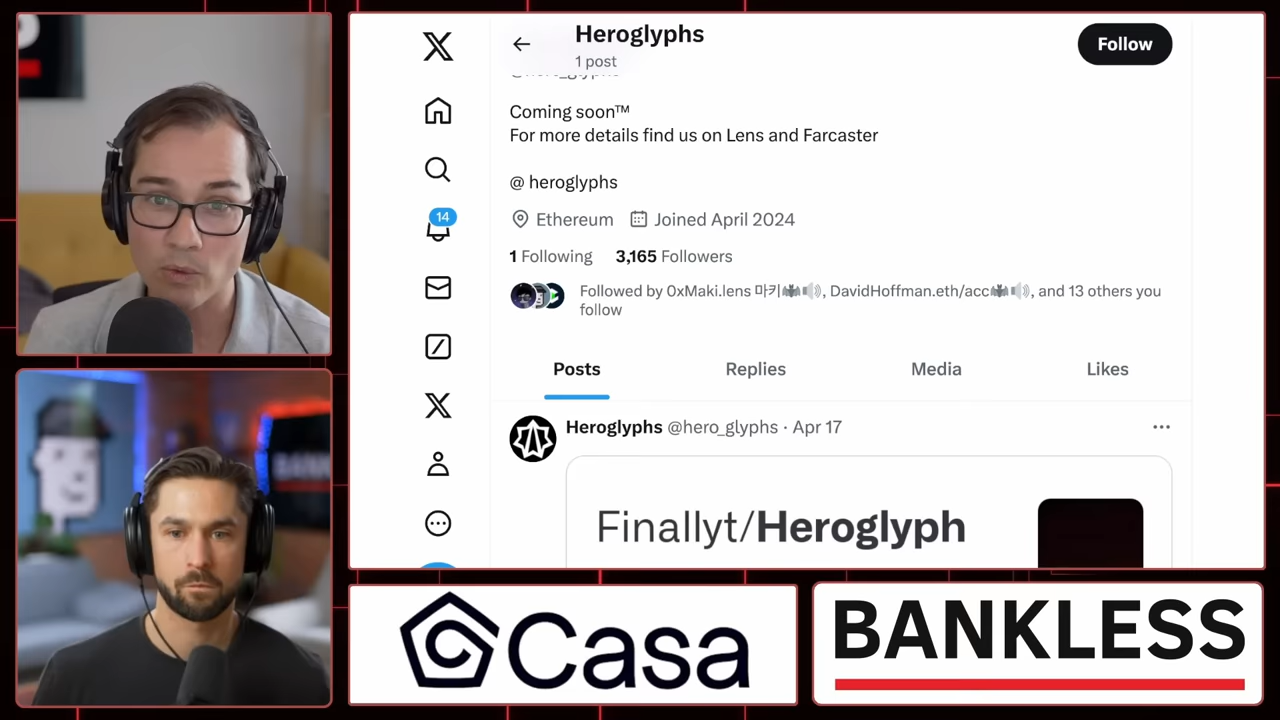 Heroglyphs
1 post
Follow
Coming soon™
For more details find us on Lens and Farcaster
@ heroglyphs
Ethereum Joined April 2024
1 Following 3,165 Followers
Followed by 0xMaki.lens 마키🦇🔊, DavidHoffman.eth/acc🦇🔊, and 13 others you
follow
14
Posts Replies Media Likes
Heroglyphs @hero_glyphs · Apr 17
Finallyt/Heroglyph
Casa
BANKLESS